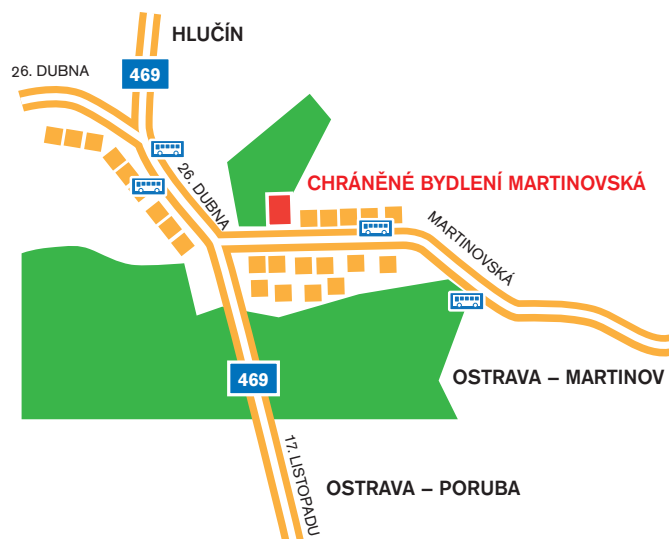 HLUČÍN
26. DUBNA
469
26. DUBNA
CHRÁNĚNÉ BYDLENÍ MARTINOVSKÁ
MARTINOVSKÁ
469
OSTRAVA – MARTINOV
17. LISTOPADU
OSTRAVA – PORUBA